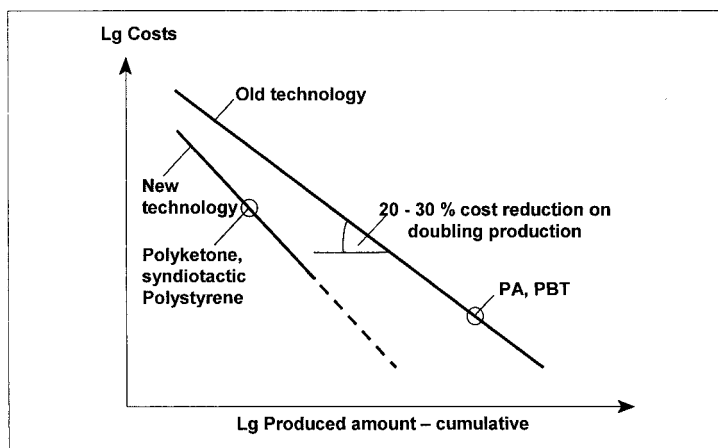 Lg Costs
Old technology
New
technology
20 - 30 % cost reduction on
doubling production
Polyketone,
syndiotactic
Polystyrene
PA, PBT
Lg Produced amount – cumulative